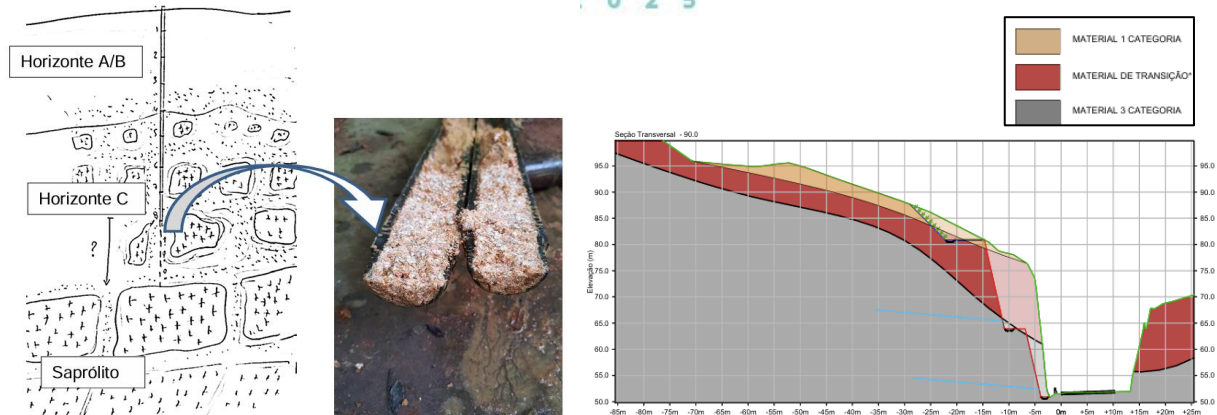 2 0 2 5
Horizonte A/B
Horizonte C
?
Saprólito
MATERIAL 1 CATEGORIA
MATERIAL DE TRANSIÇÃO*
MATERIAL 3 CATEGORIA
Seção Transversal - 90.0
Elevação (m)
95.0
90.0
85.0
80.0
75.0
70.0
65.0
60.0
55.0
50.0
95.0
90.0
85.0
80.0
75.0
70.0
65.0
60.0
55.0
50.0
-85m -80m -75m -70m -65m -60m -55m -50m -45m -40m -35m -30m -25m -20m -15m -10m -5m 0m +5m +10m +15m +20m +25m